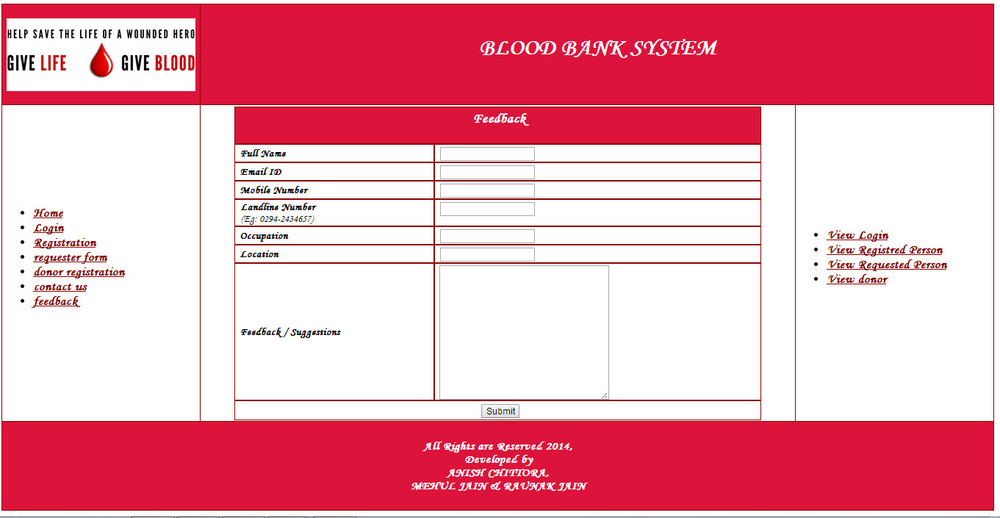 HELP SAVE THE LIFE OF A WOUNDED HERO
GIVE LIFE GIVE BLOOD
BLOOD BANK SYSTEM
Home
Login
Registration
requester form
donor registration
contact us
feedback
Feedback
Full Name
Email ID
Mobile Number
Landline Number
(Eg: 0294-2434657)
Occupation
Location
Feedback / Suggestions
Submit
View Login
View Registred Person
View Requested Person
View donor
All Rights are Reserved 2014,
Developed by
ANISH CHITTORA,
MEHUL JAIN & RAUNAK JAIN